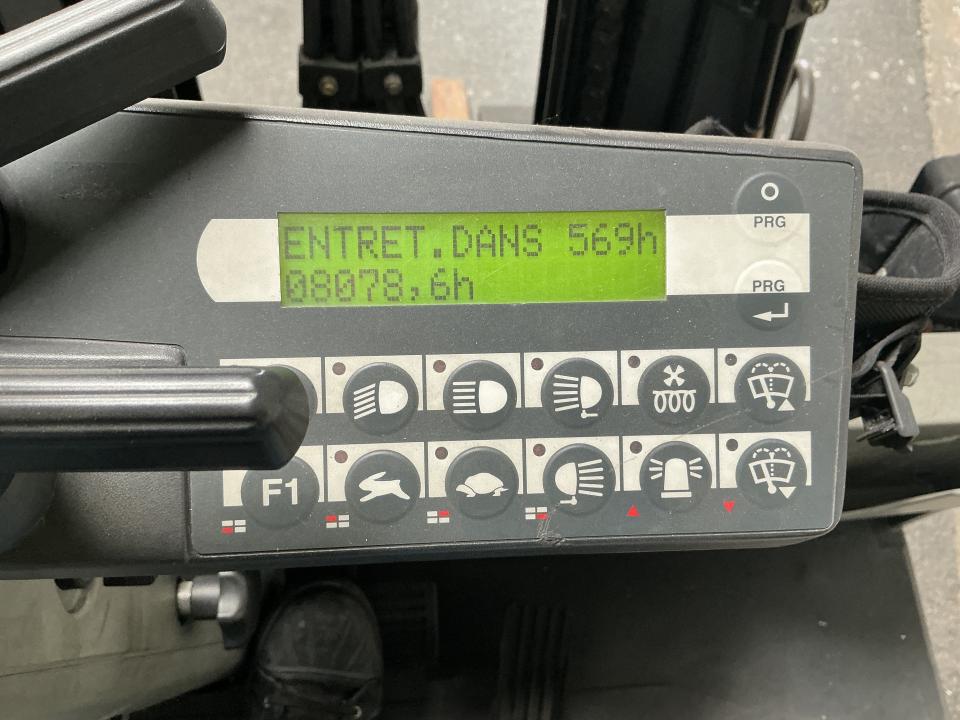 ENTRET.DANS 569h
08078,6h
PRG
PRG
F1